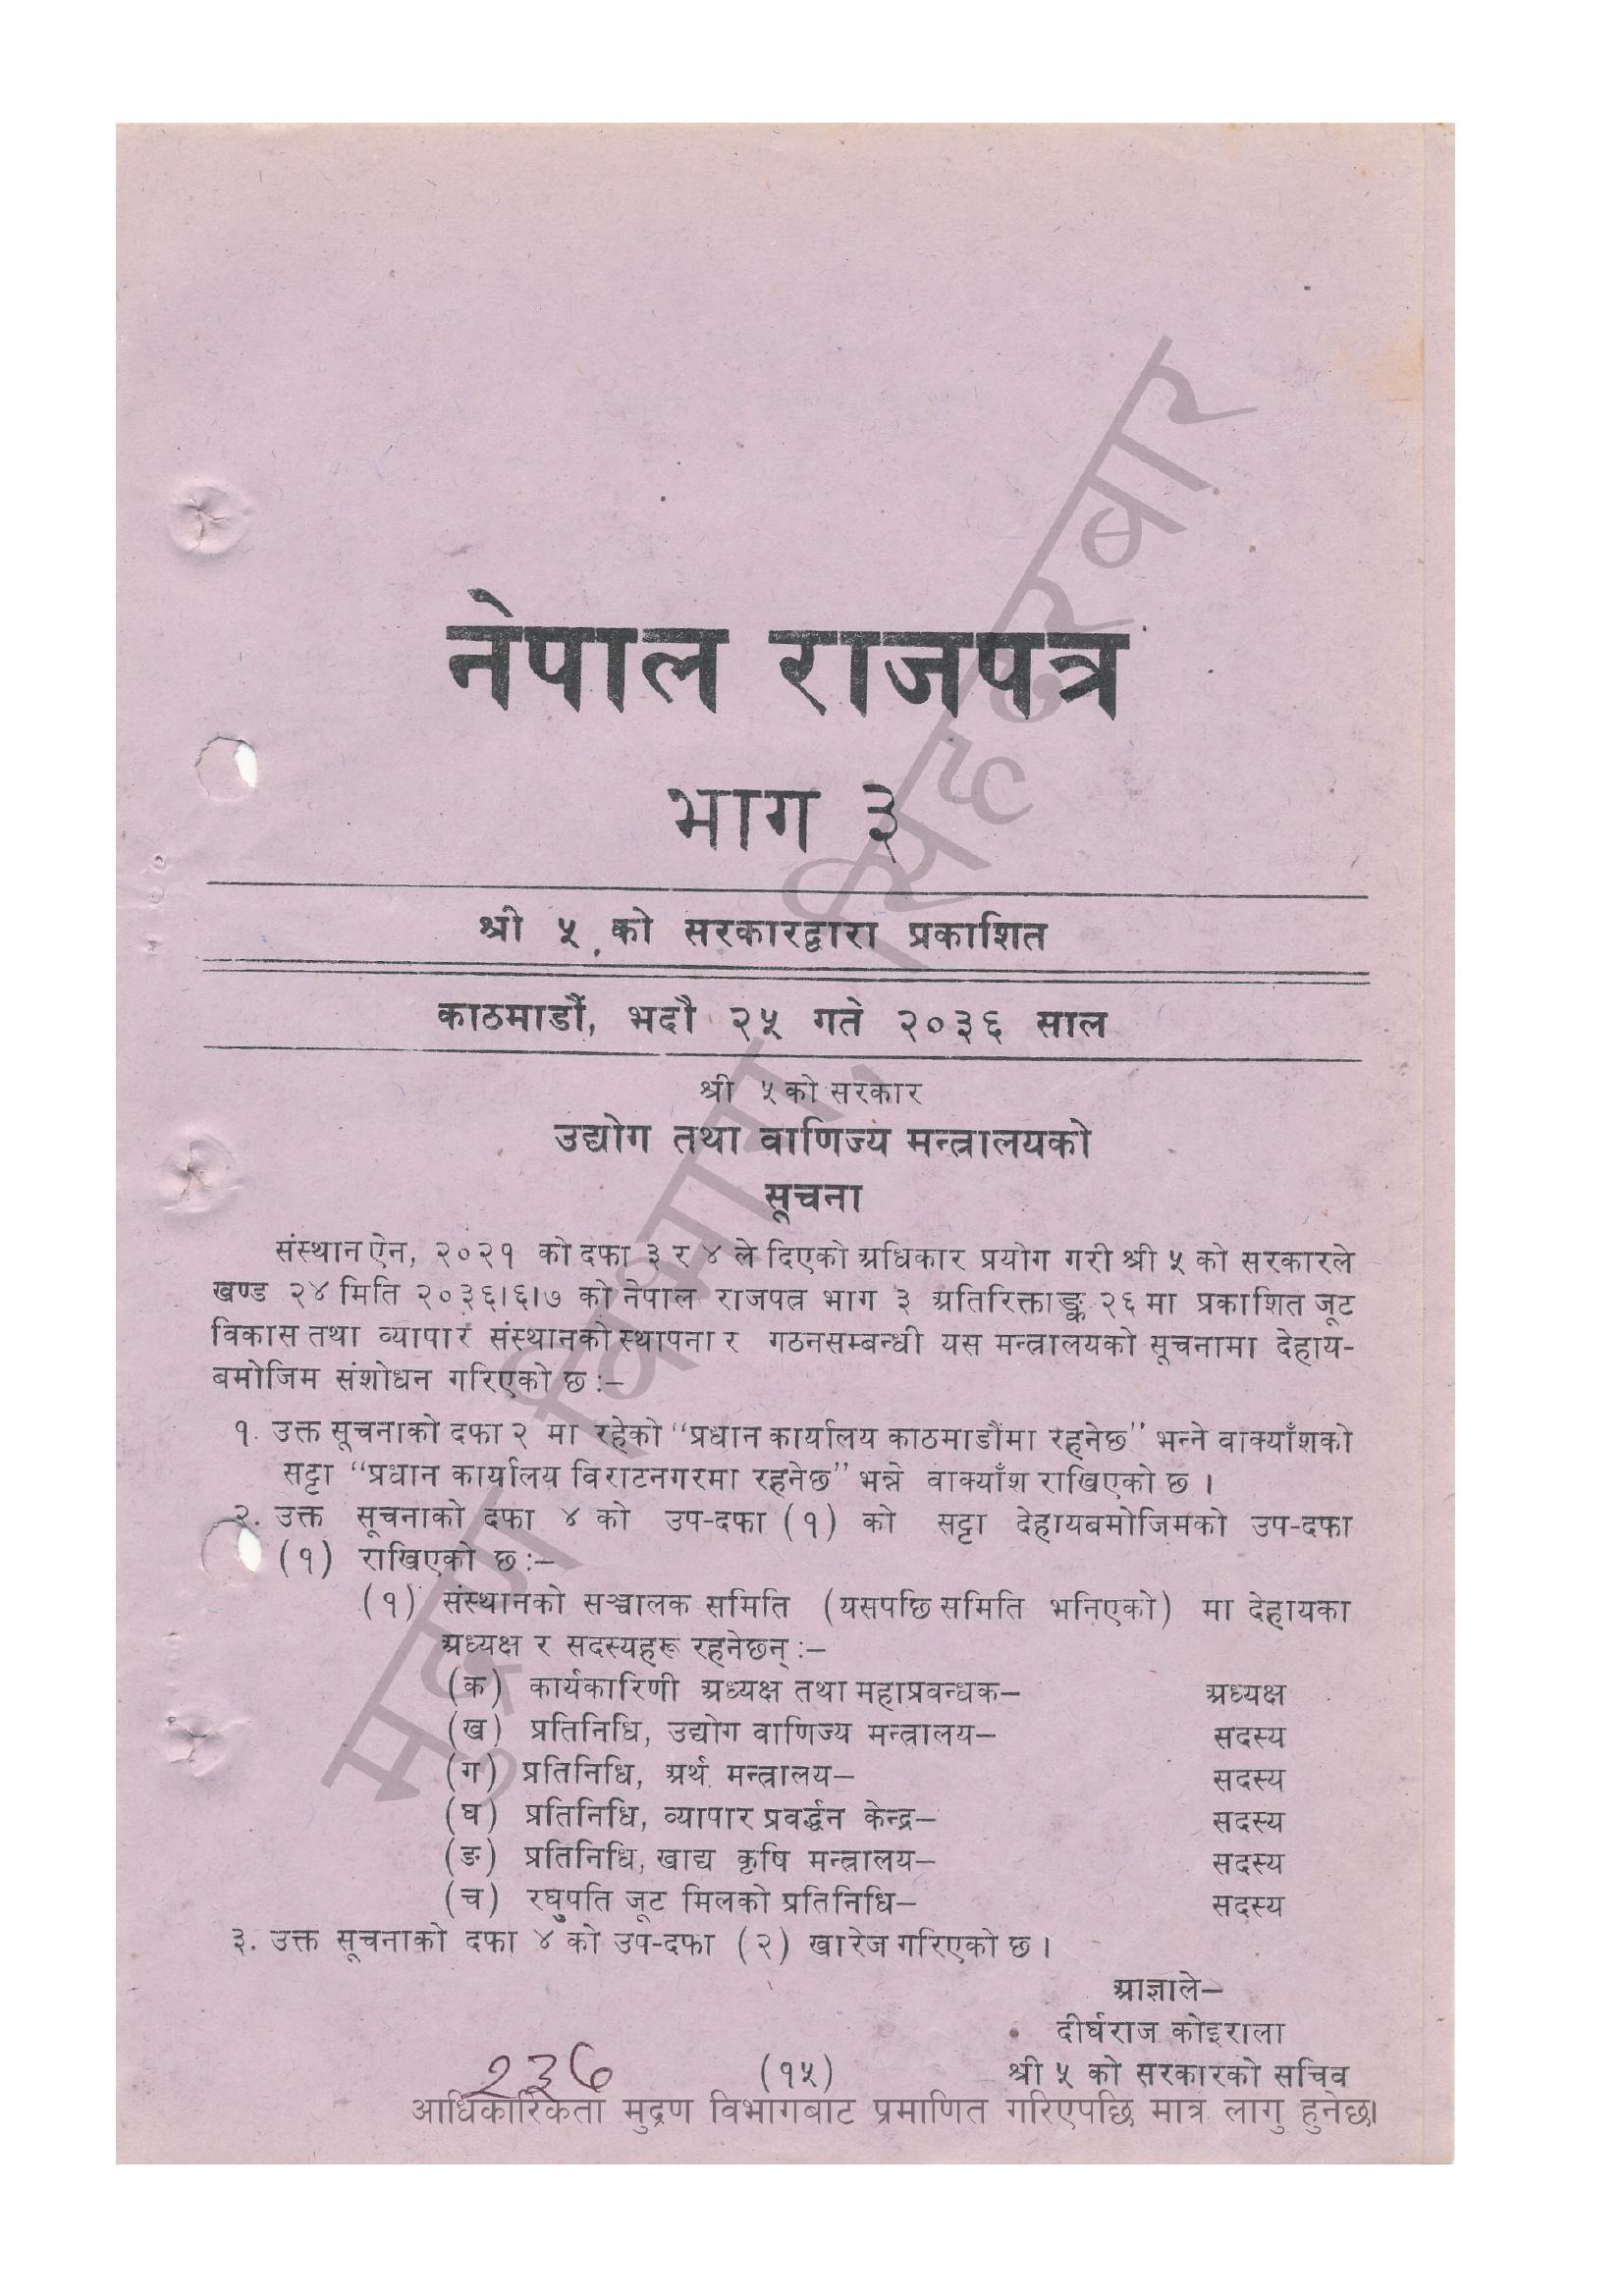 नेपाल राजपत्र
भाग ३
श्री ५ को सरकारद्वारा प्रकाशित
काठमाडौं, भदौ २५ गते २०३६ साल
श्री ५ को सरकार
उद्योग तथा वाणिज्य मन्त्रालयको
सूचना
संस्थान ऐन, २०२१ को दफा ३ र ४ ले दिएको अधिकार प्रयोग गरी श्री ५ को सरकारले
खण्ड २४ मिति २०३६।६।७ को नेपाल राजपत्र भाग ३ अतिरिक्ताङ्क २६ मा प्रकाशित जूट
विकास तथा व्यापार संस्थानको स्थापना र गठनसम्बन्धी यस मन्त्रालयको सूचनामा देहाय-
बमोजिम संशोधन गरिएको छ :–
१. उक्त सूचनाको दफा २ मा रहेको "प्रधान कार्यालय काठमाडौंमा रहनेछ" भन्ने वाक्याँशको
सट्टा "प्रधान कार्यालय विराटनगरमा रहनेछ" भन्ने वाक्याँश राखिएको छ ।
२. उक्त सूचनाको दफा ४ को उप-दफा (१) को सट्टा देहायबमोजिमको उप-दफा
(१) राखिएको छ :–
(१) संस्थानको सञ्चालक समिति (यसपछि समिति भनिएको) मा देहायका
अध्यक्ष र सदस्यहरू रहनेछन् :–
(क) कार्यकारिणी अध्यक्ष तथा महाप्रवन्धक– अध्यक्ष
(ख) प्रतिनिधि, उद्योग वाणिज्य मन्त्रालय– सदस्य
(ग) प्रतिनिधि, अर्थ मन्त्रालय– सदस्य
(घ) प्रतिनिधि, व्यापार प्रवर्द्धन केन्द्र– सदस्य
(ङ) प्रतिनिधि, खाद्य कृषि मन्त्रालय– सदस्य
(च) रघुपति जूट मिलको प्रतिनिधि– सदस्य
३. उक्त सूचनाको दफा ४ को उप-दफा (२) खारेज गरिएको छ ।
आज्ञाले–
दीर्घराज कोइराला
२३७ (१५) श्री ५ को सरकारको सचिव
आधिकारिकता मुद्रण विभागबाट प्रमाणित गरिएपछि मात्र लागु हुनेछ।
मुद्रण विभाग, सिंहदरबार